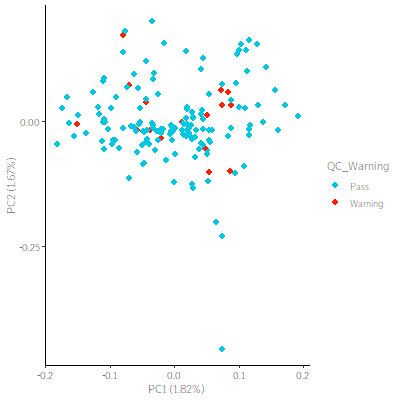 0.00
-0.25
-0.2
-0.1
0.0
0.1
0.2
PC1 (1.82%)
PC2 (1.67%)
QC_Warning
Pass
Warning